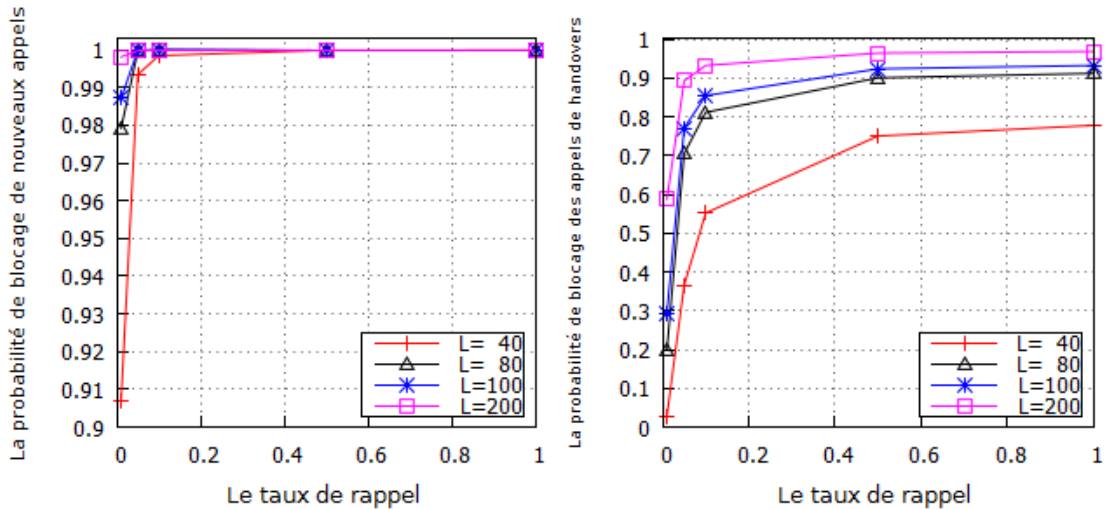 La probabilité de blocage de nouveaux appels
1
0.99
0.98
0.97
0.96
0.95
0.94
0.93
0.92
0.91
0.9
0 0.2 0.4 0.6 0.8 1
Le taux de rappel
L= 40
L= 80
L=100
L=200
La probabilité de blocage des appels de handovers
1
0.9
0.8
0.7
0.6
0.5
0.4
0.3
0.2
0.1
0
0 0.2 0.4 0.6 0.8 1
Le taux de rappel
L= 40
L= 80
L=100
L=200